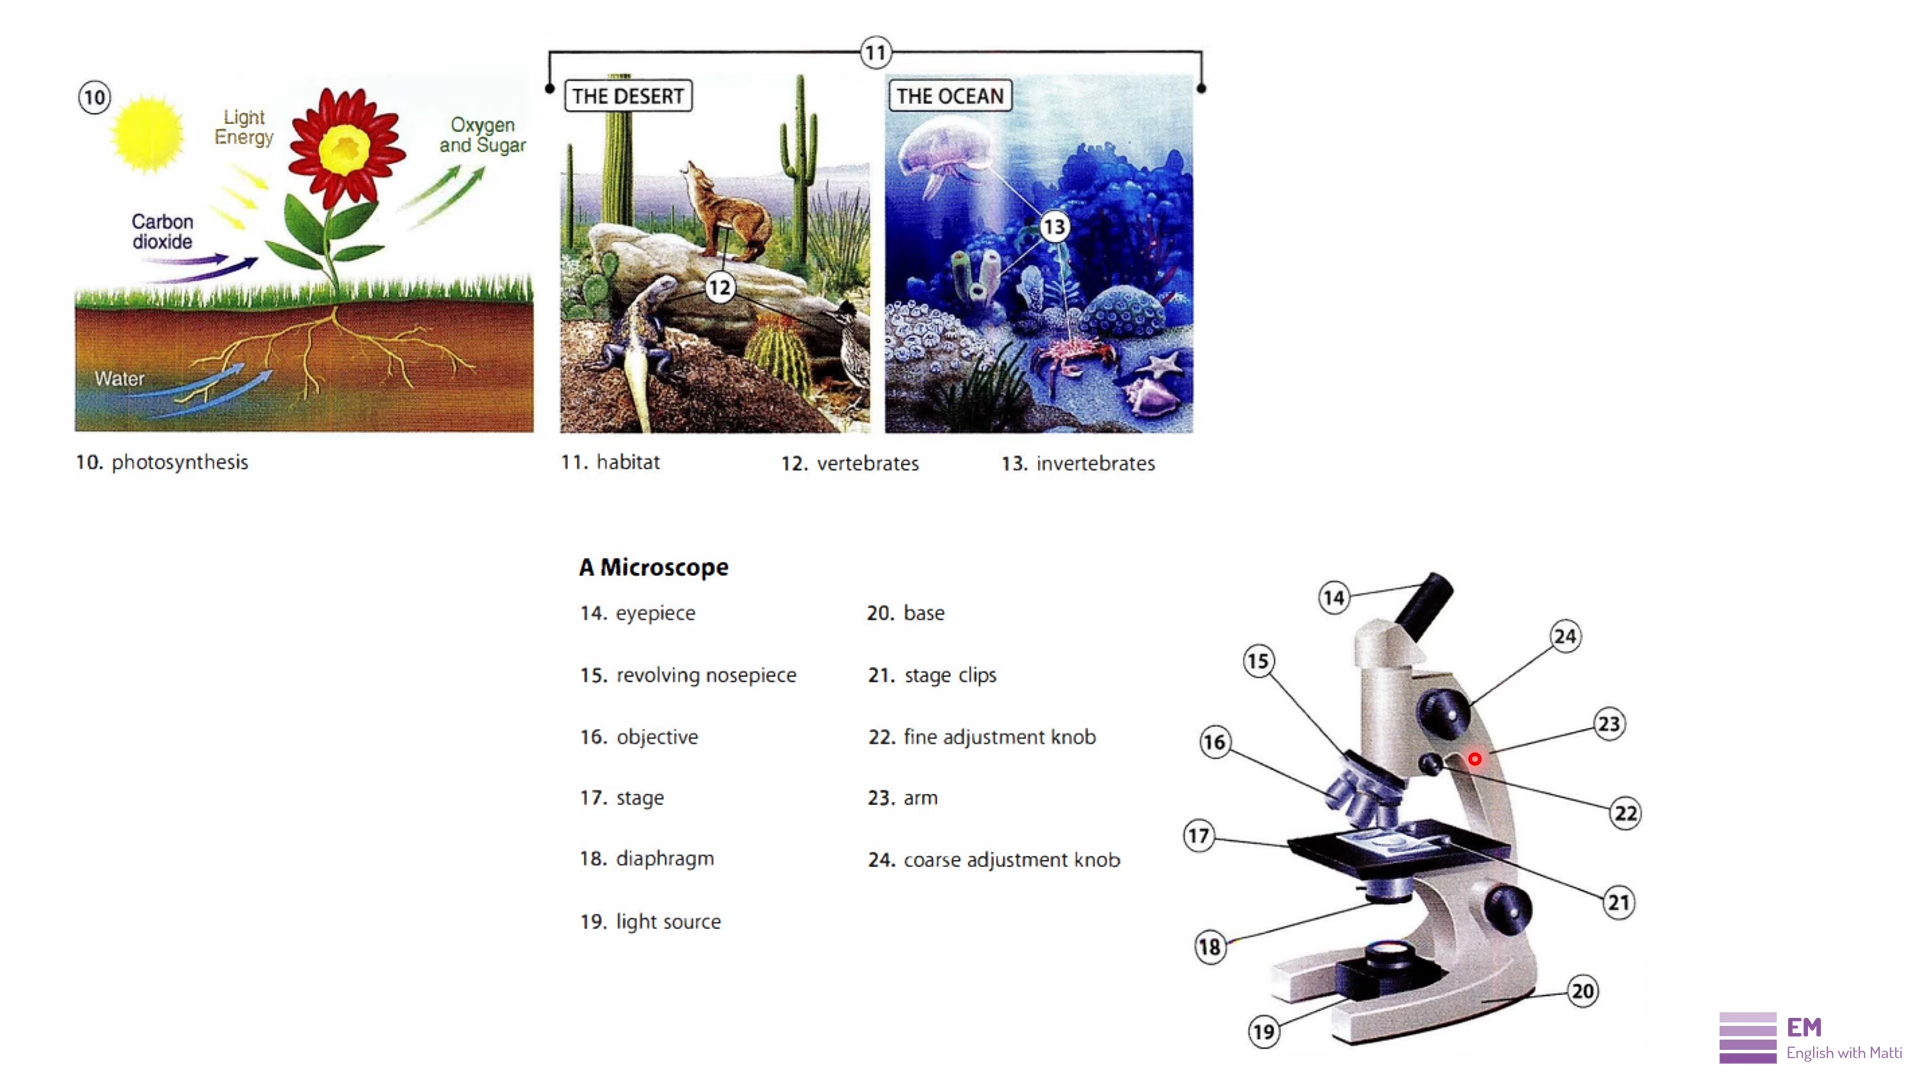 11
10
Light
Energy
Oxygen
and Sugar
Carbon
dioxide
Water
THE DESERT
12
THE OCEAN
13
10. photosynthesis
11. habitat
12. vertebrates
13. invertebrates
A Microscope
14. eyepiece
15. revolving nosepiece
16. objective
17. stage
18. diaphragm
19. light source
20. base
21. stage clips
22. fine adjustment knob
23. arm
24. coarse adjustment knob
14
24
15
23
16
22
17
21
18
20
19
EM
English with Matti